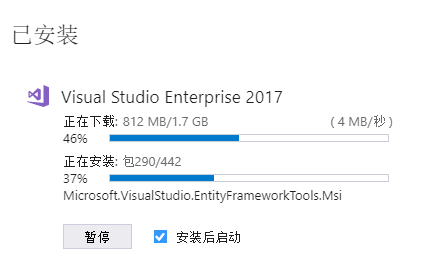 已安装
Visual Studio Enterprise 2017
正在下载: 812 MB/1.7 GB ( 4 MB/秒 )
46%
正在安装: 包290/442
37%
Microsoft.VisualStudio.EntityFrameworkTools.Msi
暂停 安装后启动